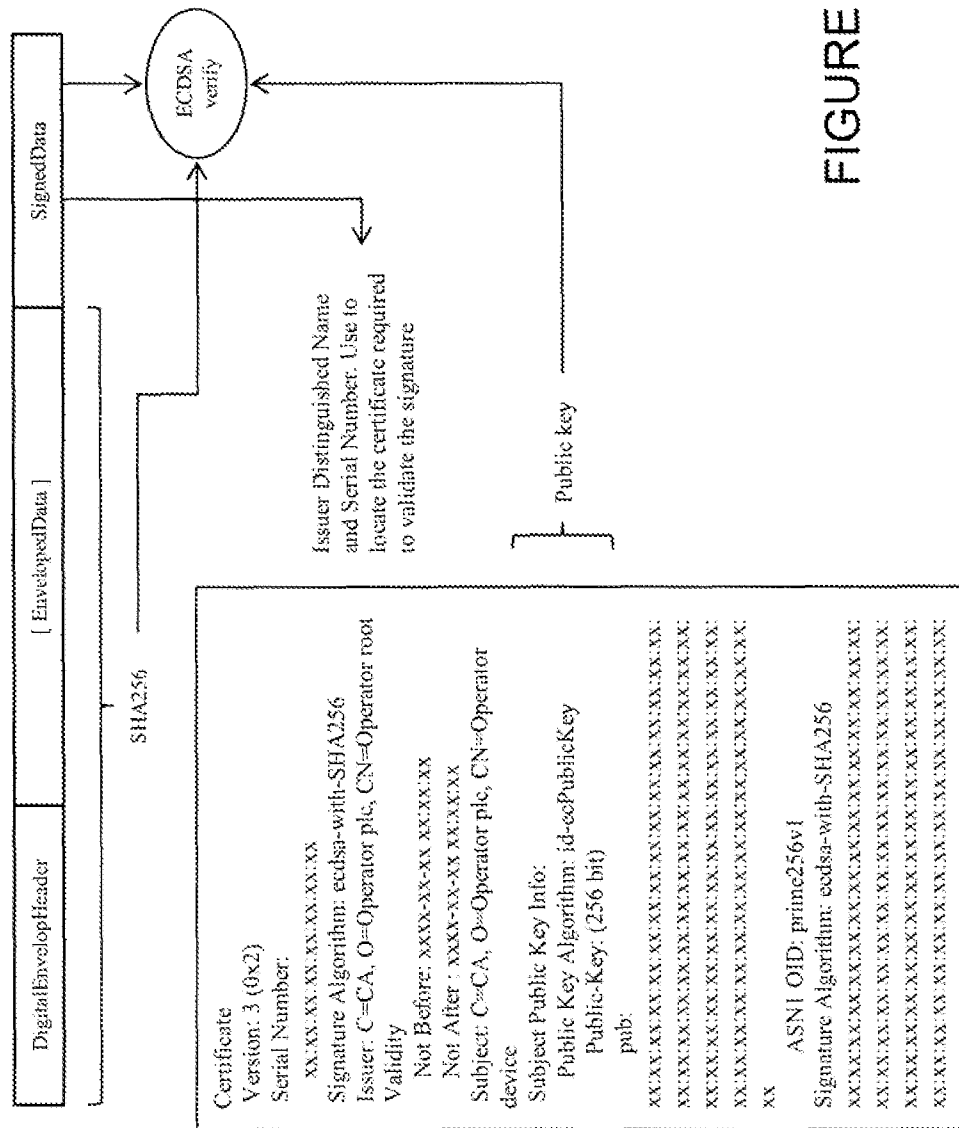 DigitalEnvelopHeader
[ EnvelopedData ]
SignedData
SHA256
ECDSA
verify
Issuer Distinguished Name
and Serial Number. Use to
locate the certificate required
to validate the signature
Public key
Certificate
Version: 3 (0x2)
Serial Number:
xx:xx:xx:xx:xx:xx:xx:xx
Signature Algorithm: ecdsa-with-SHA256
Issuer: C=CA, O=Operator plc, CN=Operator root
Validity
Not Before: xxxx-xx-xx xx:xx:xx
Not After : xxxx-xx-xx xx:xx:xx
Subject: C=CA, O=Operator plc, CN=Operator
device
Subject Public Key Info:
Public Key Algorithm: id-ecPublicKey
Public-Key: (256 bit)
pub:
xx:xx:xx:xx:xx:xx:xx:xx:xx:xx:xx:xx:xx:xx:xx:
xx:xx:xx:xx:xx:xx:xx:xx:xx:xx:xx:xx:xx:xx:xx:
xx:xx:xx:xx:xx:xx:xx:xx:xx:xx:xx:xx:xx:xx:xx:
xx:xx:xx:xx:xx:xx:xx:xx:xx:xx:xx:xx:xx:xx:xx:
xx
ASN1 OID: prime256v1
Signature Algorithm: ecdsa-with-SHA256
xx:xx:xx:xx:xx:xx:xx:xx:xx:xx:xx:xx:xx:xx:xx:
xx:xx:xx:xx:xx:xx:xx:xx:xx:xx:xx:xx:xx:xx:xx:
xx:xx:xx:xx:xx:xx:xx:xx:xx:xx:xx:xx:xx:xx:xx:
xx:xx:xx:xx:xx:xx:xx:xx:xx:xx:xx:xx:xx:xx:xx:
FIGURE